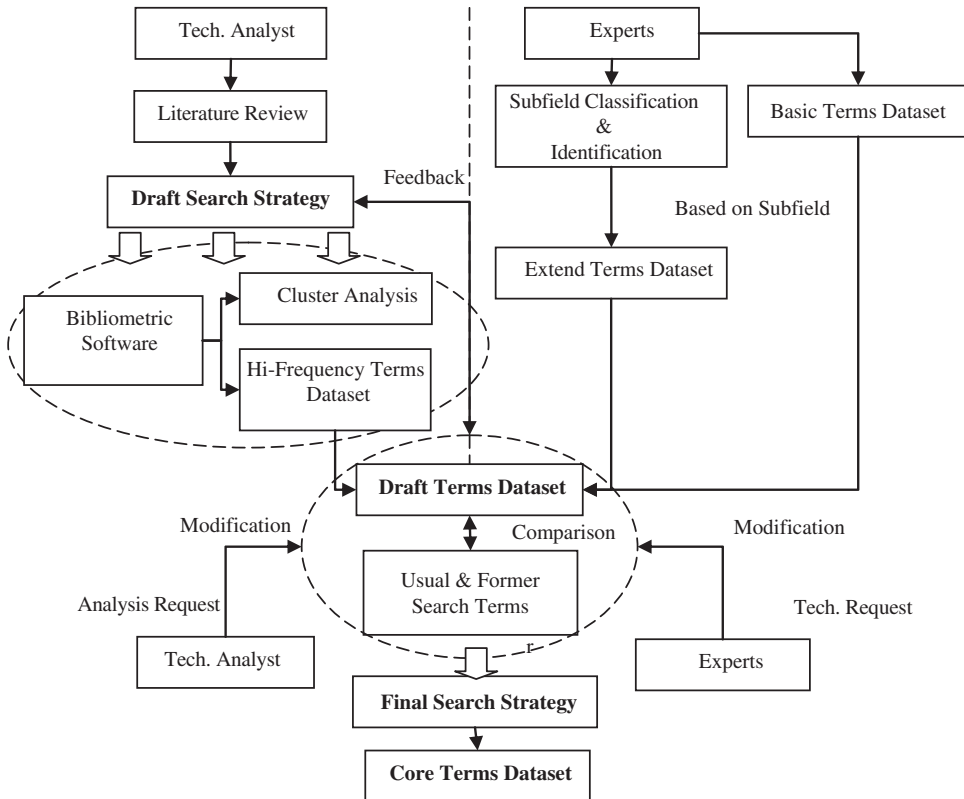 Tech. Analyst
Experts
Literature Review
Subfield Classification
&
Identification
Basic Terms Dataset
Draft Search Strategy
Feedback
Based on Subfield
Extend Terms Dataset
Bibliometric
Software
Cluster Analysis
Hi-Frequency Terms
Dataset
Draft Terms Dataset
Modification
Comparison
Modification
Usual & Former
Search Terms
Analysis Request
Tech. Request
r
Tech. Analyst
Experts
Final Search Strategy
Core Terms Dataset